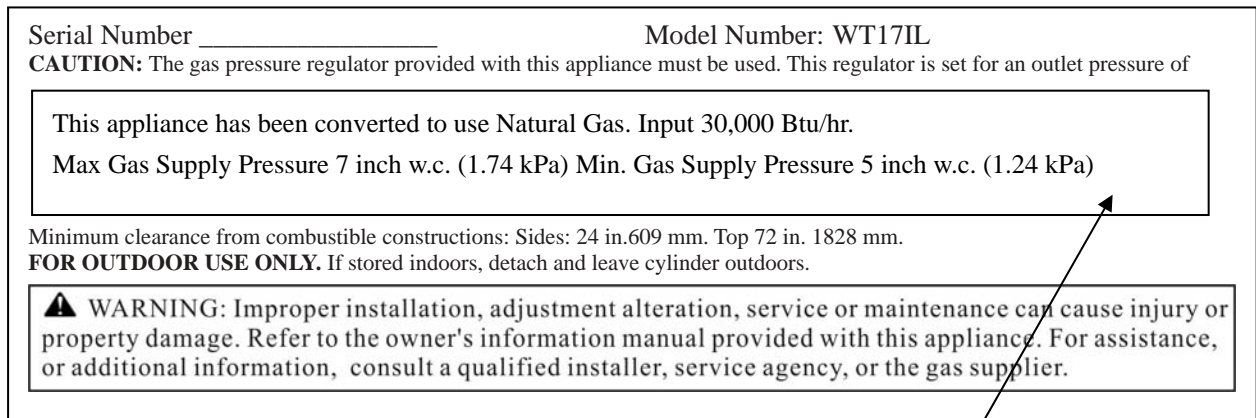 Serial Number _________________ Model Number: WT17IL
CAUTION: The gas pressure regulator provided with this appliance must be used. This regulator is set for an outlet pressure of
This appliance has been converted to use Natural Gas. Input 30,000 Btu/hr.
Max Gas Supply Pressure 7 inch w.c. (1.74 kPa) Min. Gas Supply Pressure 5 inch w.c. (1.24 kPa)
Minimum clearance from combustible constructions: Sides: 24 in.609 mm. Top 72 in. 1828 mm.
FOR OUTDOOR USE ONLY. If stored indoors, detach and leave cylinder outdoors.
WARNING: Improper installation, adjustment alteration, service or maintenance can cause injury or
property damage. Refer to the owner's information manual provided with this appliance. For assistance,
or additional information, consult a qualified installer, service agency, or the gas supplier.